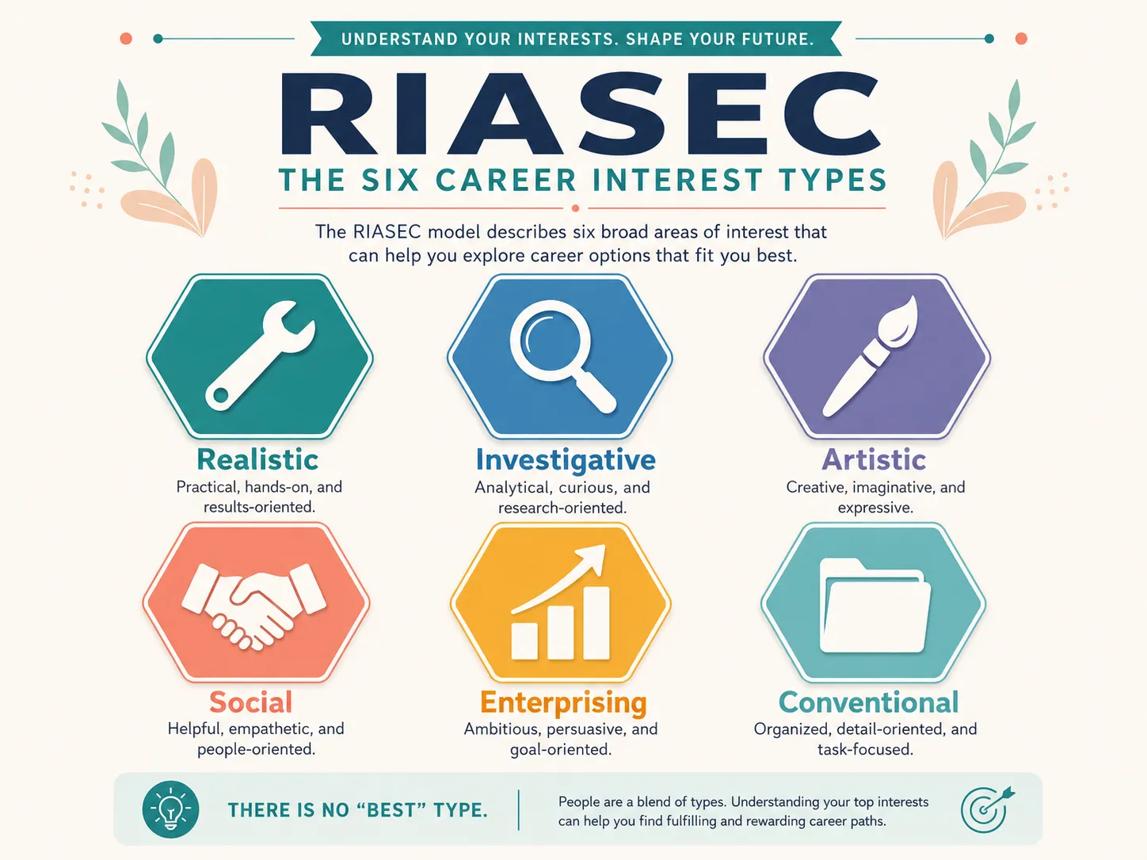 UNDERSTAND YOUR INTERESTS. SHAPE YOUR FUTURE.
RIASEC
THE SIX CAREER INTEREST TYPES
The RIASEC model describes six broad areas of interest that
can help you explore career options that fit you best.
Realistic
Practical, hands-on, and
results-oriented.
Investigative
Analytical, curious, and
research-oriented.
Artistic
Creative, imaginative, and
expressive.
Social
Helpful, empathetic, and
people-oriented.
Enterprising
Ambitious, persuasive, and
goal-oriented.
Conventional
Organized, detail-oriented, and
task-focused.
THERE IS NO “BEST” TYPE.
People are a blend of types. Understanding your top interests
can help you find fulfilling and rewarding career paths.